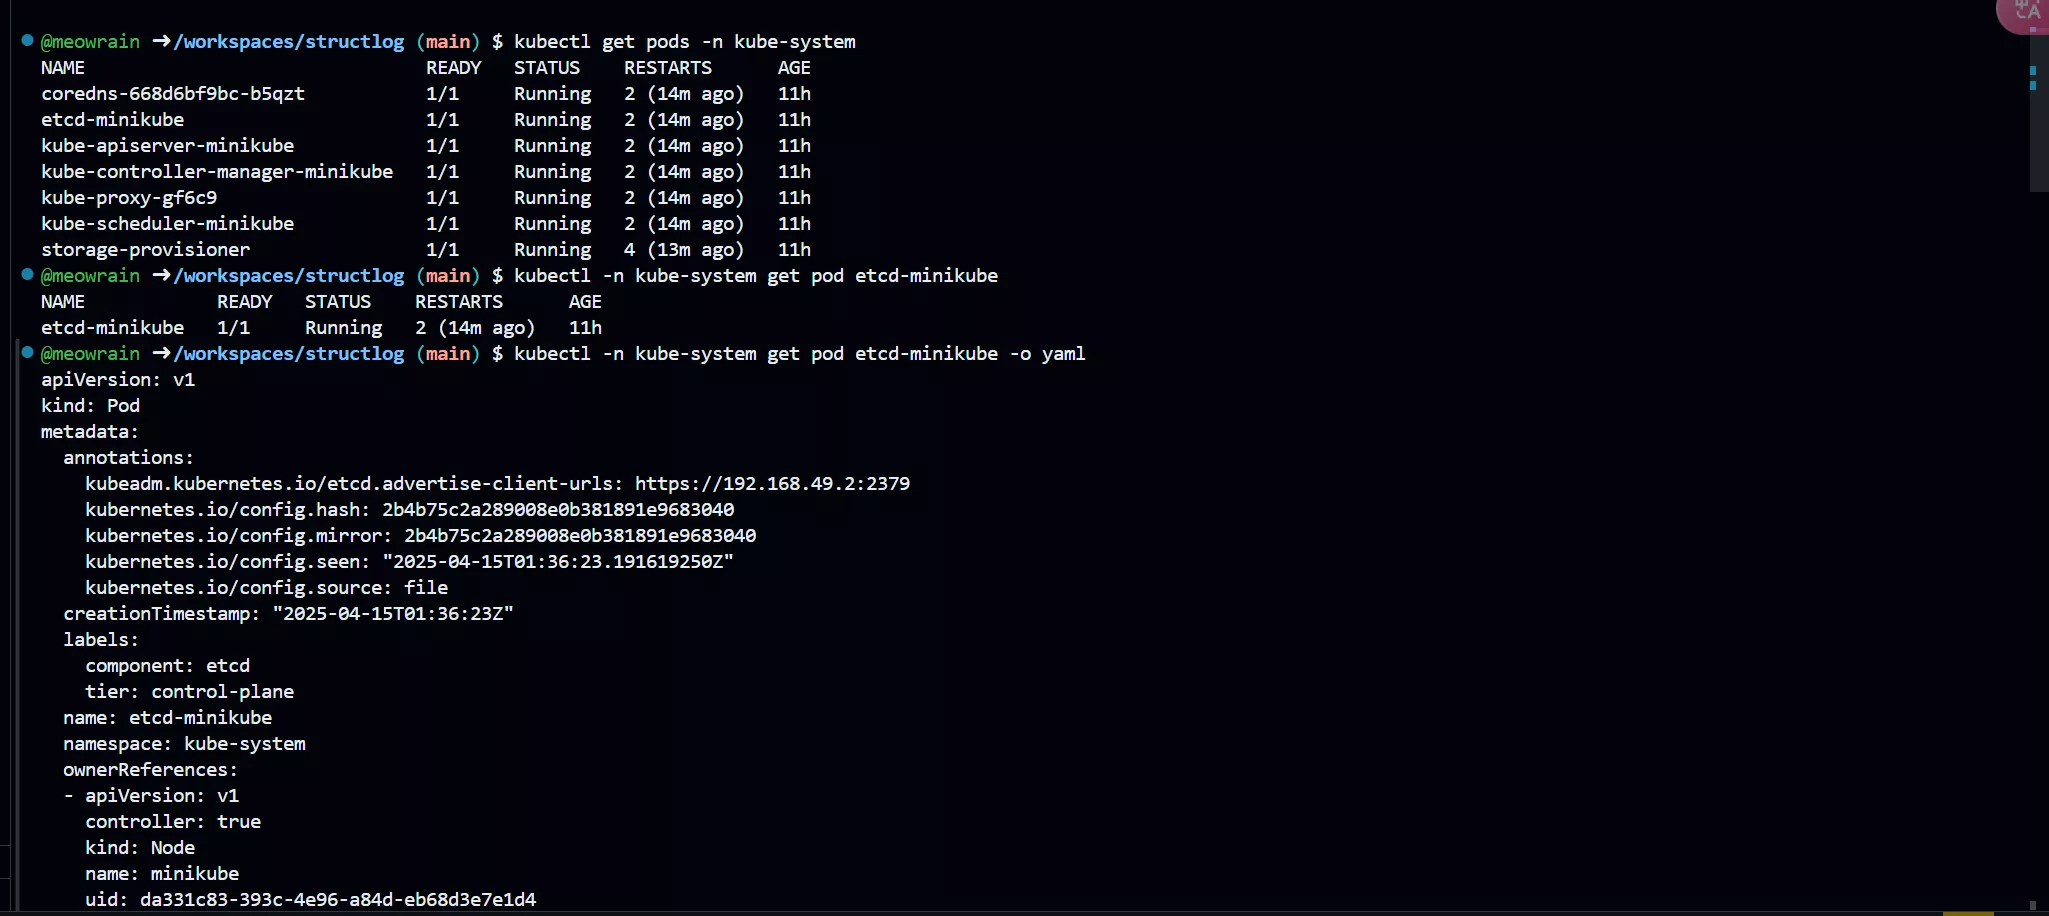 @meowrain ➜/workspaces/structlog (main) $ kubectl get pods -n kube-system
NAME                               READY   STATUS    RESTARTS      AGE
coredns-668d6bf9bc-b5qzt           1/1     Running   2 (14m ago)   11h
etcd-minikube                      1/1     Running   2 (14m ago)   11h
kube-apiserver-minikube            1/1     Running   2 (14m ago)   11h
kube-controller-manager-minikube   1/1     Running   2 (14m ago)   11h
kube-proxy-gf6c9                   1/1     Running   2 (14m ago)   11h
kube-scheduler-minikube            1/1     Running   2 (14m ago)   11h
storage-provisioner                1/1     Running   4 (13m ago)   11h
@meowrain ➜/workspaces/structlog (main) $ kubectl -n kube-system get pod etcd-minikube
NAME            READY   STATUS    RESTARTS      AGE
etcd-minikube   1/1     Running   2 (14m ago)   11h
@meowrain ➜/workspaces/structlog (main) $ kubectl -n kube-system get pod etcd-minikube -o yaml
apiVersion: v1
kind: Pod
metadata:
  annotations:
    kubeadm.kubernetes.io/etcd.advertise-client-urls: https://192.168.49.2:2379
    kubernetes.io/config.hash: 2b4b75c2a289008e0b381891e9683040
    kubernetes.io/config.mirror: 2b4b75c2a289008e0b381891e9683040
    kubernetes.io/config.seen: "2025-04-15T01:36:23.191619250Z"
    kubernetes.io/config.source: file
  creationTimestamp: "2025-04-15T01:36:23Z"
  labels:
    component: etcd
    tier: control-plane
  name: etcd-minikube
  namespace: kube-system
  ownerReferences:
  - apiVersion: v1
    controller: true
    kind: Node
    name: minikube
    uid: da331c83-393c-4e96-a84d-eb68d3e7e1d4